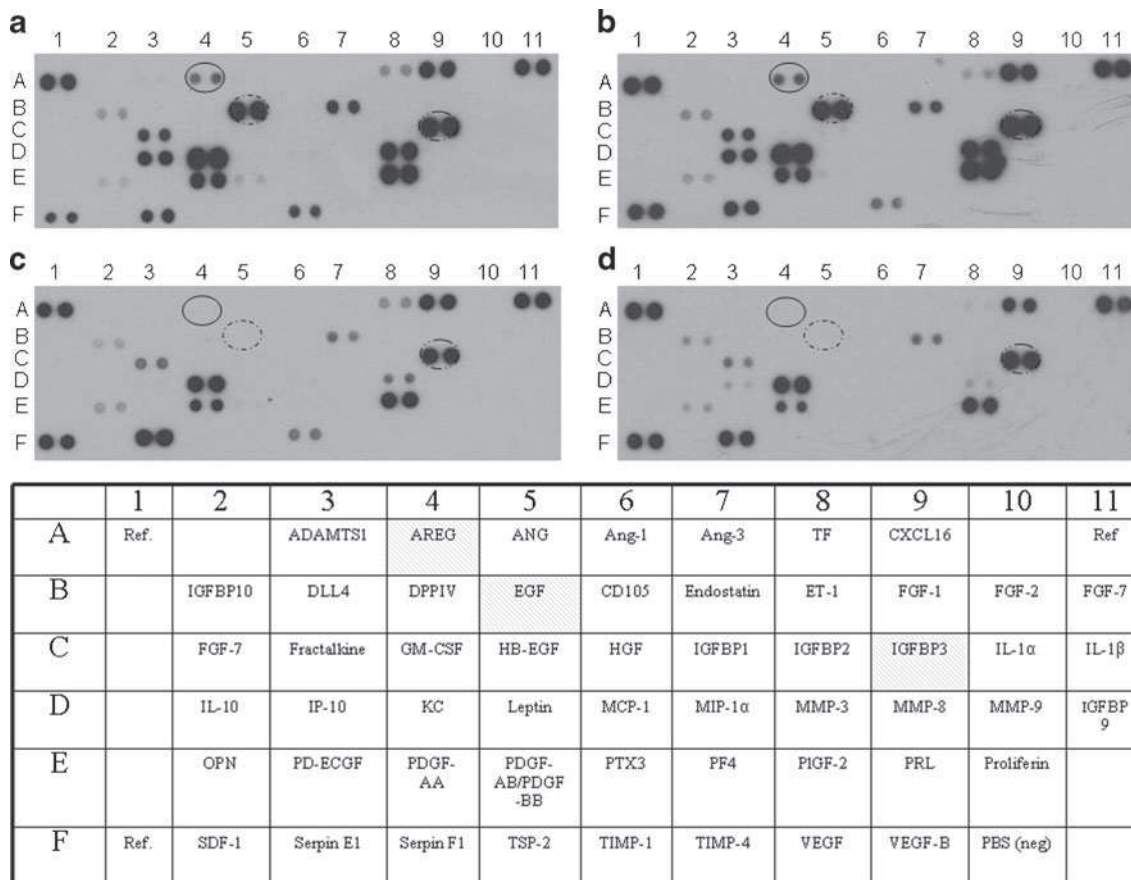 a
1 2 3 4 5 6 7 8 9 10 11
A
B
C
D
E
F
b
1 2 3 4 5 6 7 8 9 10 11
A
B
C
D
E
F
c
1 2 3 4 5 6 7 8 9 10 11
A
B
C
D
E
F
d
1 2 3 4 5 6 7 8 9 10 11
A
B
C
D
E
F
1 2 3 4 5 6 7 8 9 10 11
A Ref. ADAMTS1 AREG ANG Ang-1 Ang-3 TF CXCL16 Ref
B IGFBP10 DLL4 DPPIV EGF CD105 Endostatin ET-1 FGF-1 FGF-2 FGF-7
C FGF-7 Fractalkine GM-CSF HB-EGF HGF IGFBP1 IGFBP2 IGFBP3 IL-1α IL-1β
D IL-10 IP-10 KC Leptin MCP-1 MIP-1α MMP-3 MMP-8 MMP-9 IGFBP
9
E OPN PD-ECGF PDGF- PDGF- PTX3 PF4 PlGF-2 PRL Proliferin
AA AB/PDGF
-BB
F Ref. SDF-1 Serpin E1 Serpin F1 TSP-2 TIMP-1 TIMP-4 VEGF VEGF-B PBS (neg)